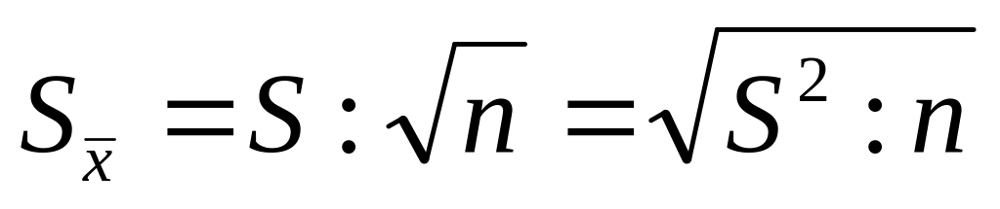 S_x̄ = S : √n = √(S² : n)